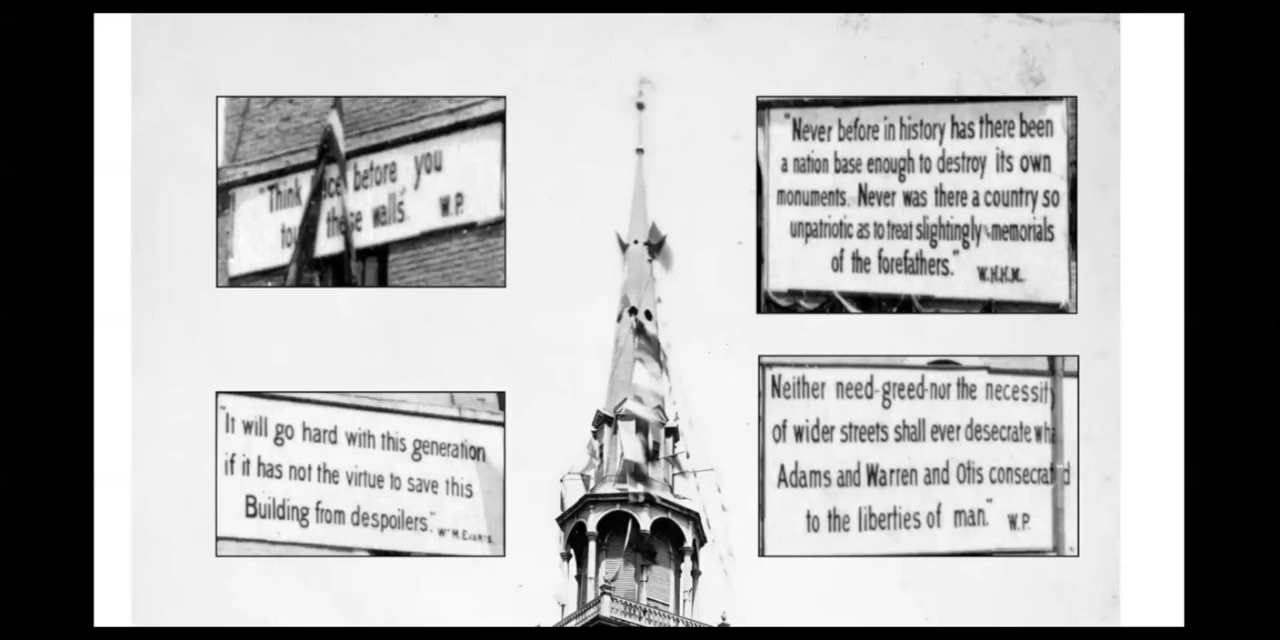 "Think before you
these walls." W.P.
"It will go hard with this generation
if it has not the virtue to save this
Building from despoilers." Wᵐ M. Evarts.
"Never before in history has there been
a nation base enough to destroy its own
monuments. Never was there a country so
unpatriotic as to treat slightingly memorials
of the forefathers." W.H.H.M.
Neither need-greed-nor the necessit
of wider streets shall ever desecrate
Adams and Warren and Otis
to the liberties of man." W.P.